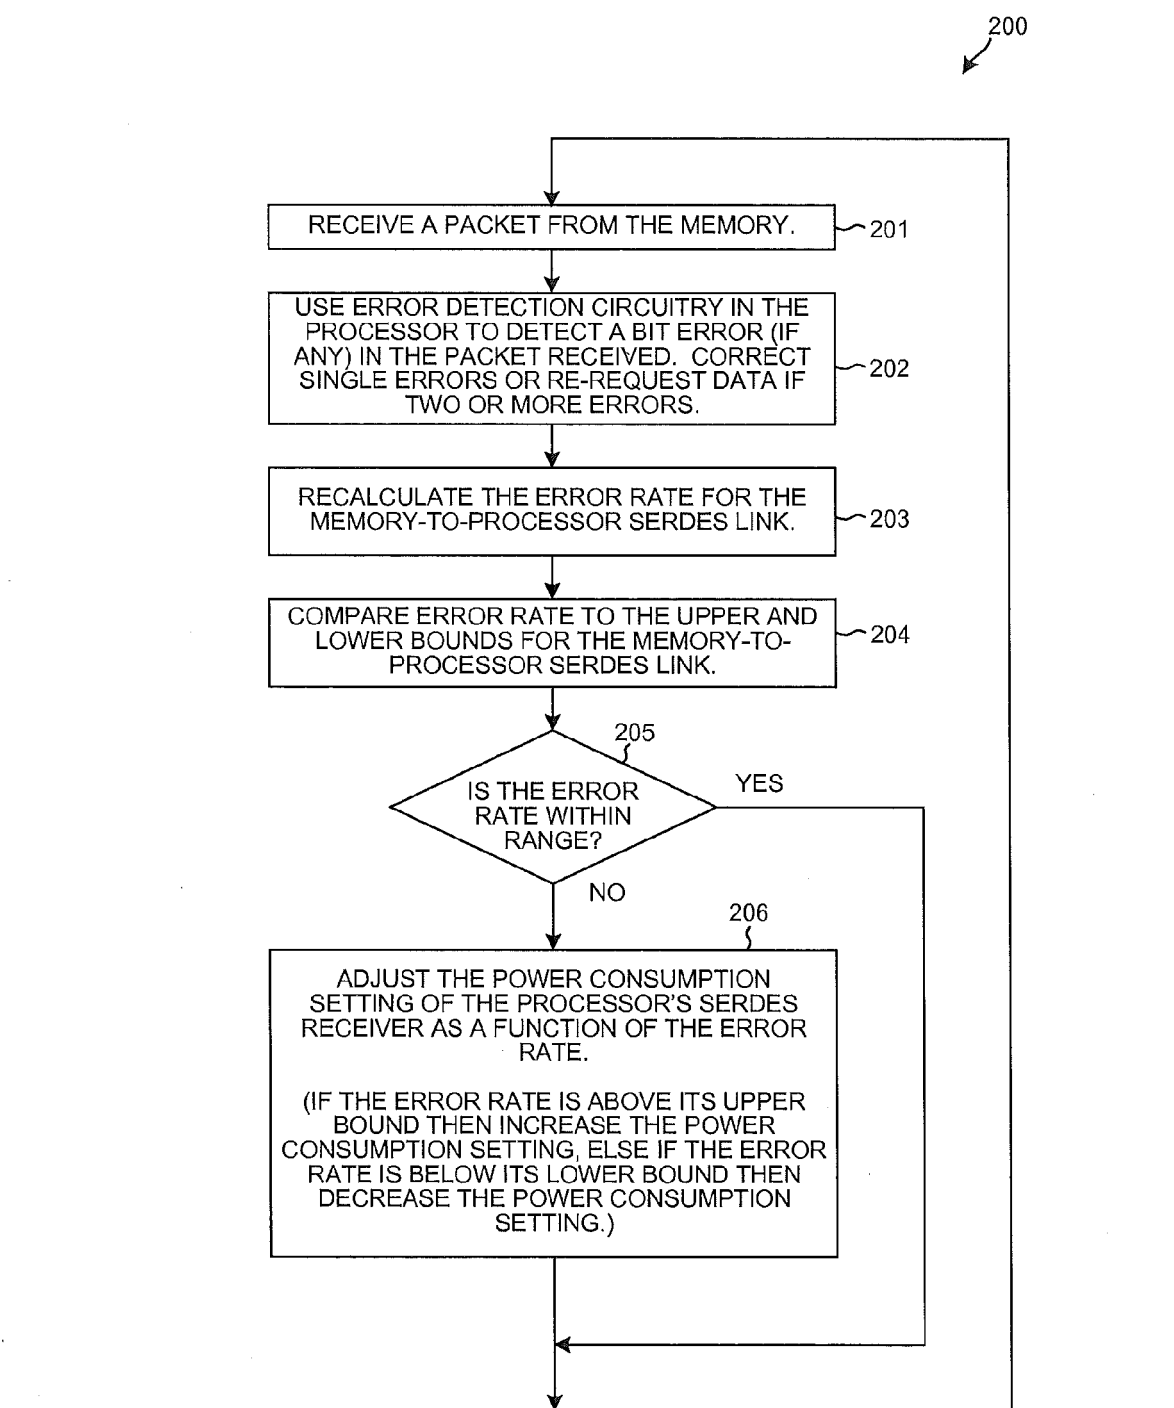 200
RECEIVE A PACKET FROM THE MEMORY.
201
USE ERROR DETECTION CIRCUITRY IN THE
PROCESSOR TO DETECT A BIT ERROR (IF
ANY) IN THE PACKET RECEIVED. CORRECT
SINGLE ERRORS OR RE-REQUEST DATA IF
TWO OR MORE ERRORS.
202
RECALCULATE THE ERROR RATE FOR THE
MEMORY-TO-PROCESSOR SERDES LINK.
203
COMPARE ERROR RATE TO THE UPPER AND
LOWER BOUNDS FOR THE MEMORY-TO-
PROCESSOR SERDES LINK.
204
205
IS THE ERROR
RATE WITHIN
RANGE?
YES
NO
206
ADJUST THE POWER CONSUMPTION
SETTING OF THE PROCESSOR'S SERDES
RECEIVER AS A FUNCTION OF THE ERROR
RATE.
(IF THE ERROR RATE IS ABOVE ITS UPPER
BOUND THEN INCREASE THE POWER
CONSUMPTION SETTING, ELSE IF THE ERROR
RATE IS BELOW ITS LOWER BOUND THEN
DECREASE THE POWER CONSUMPTION
SETTING.)